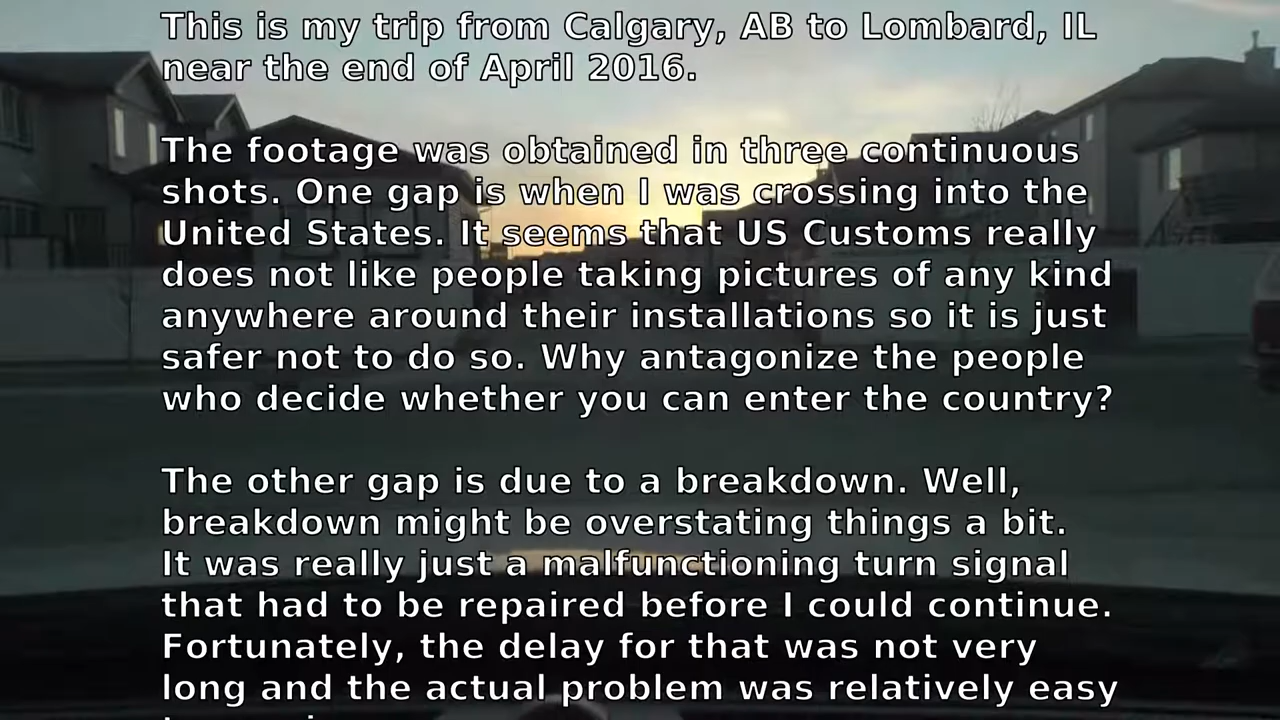 This is my trip from Calgary, AB to Lombard, IL
near the end of April 2016.
The footage was obtained in three continuous
shots. One gap is when I was crossing into the
United States. It seems that US Customs really
does not like people taking pictures of any kind
anywhere around their installations so it is just
safer not to do so. Why antagonize the people
who decide whether you can enter the country?
The other gap is due to a breakdown. Well,
breakdown might be overstating things a bit.
It was really just a malfunctioning turn signal
that had to be repaired before I could continue.
Fortunately, the delay for that was not very
long and the actual problem was relatively easy